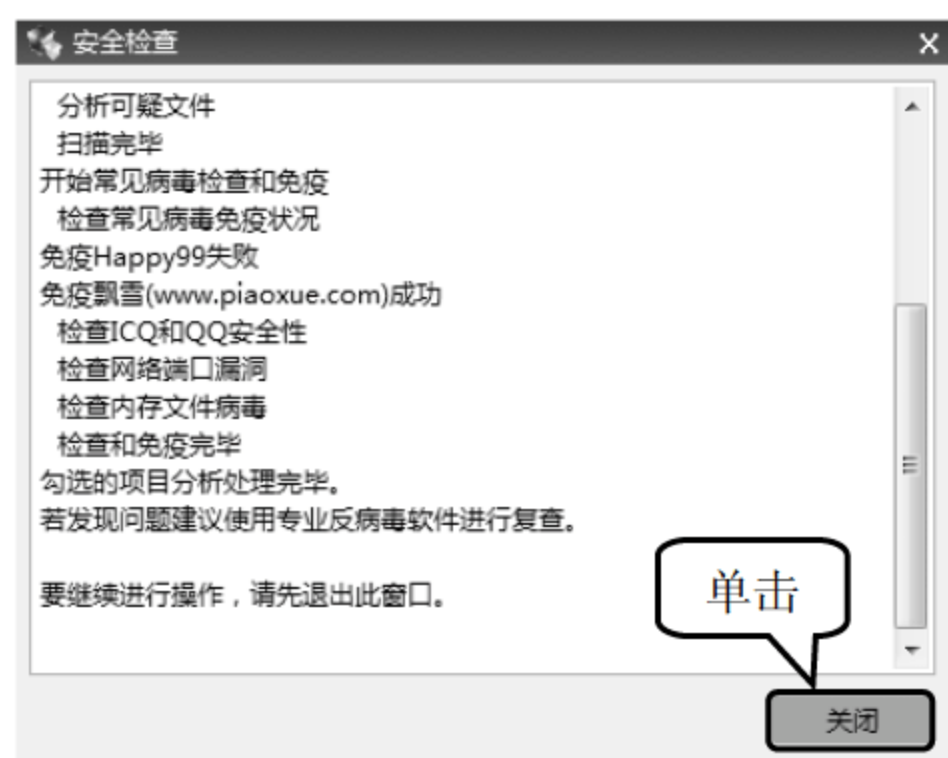 安全检查
分析可疑文件
扫描完毕
开始常见病毒检查和免疫
检查常见病毒免疫状况
免疫Happy99失败
免疫飘雪(www.piaoxue.com)成功
检查ICQ和QQ安全性
检查网络端口漏洞
检查内存文件病毒
检查和免疫完毕
勾选的项目分析处理完毕。
若发现问题建议使用专业反病毒软件进行复查。
要继续进行操作，请先退出此窗口。
单击
关闭